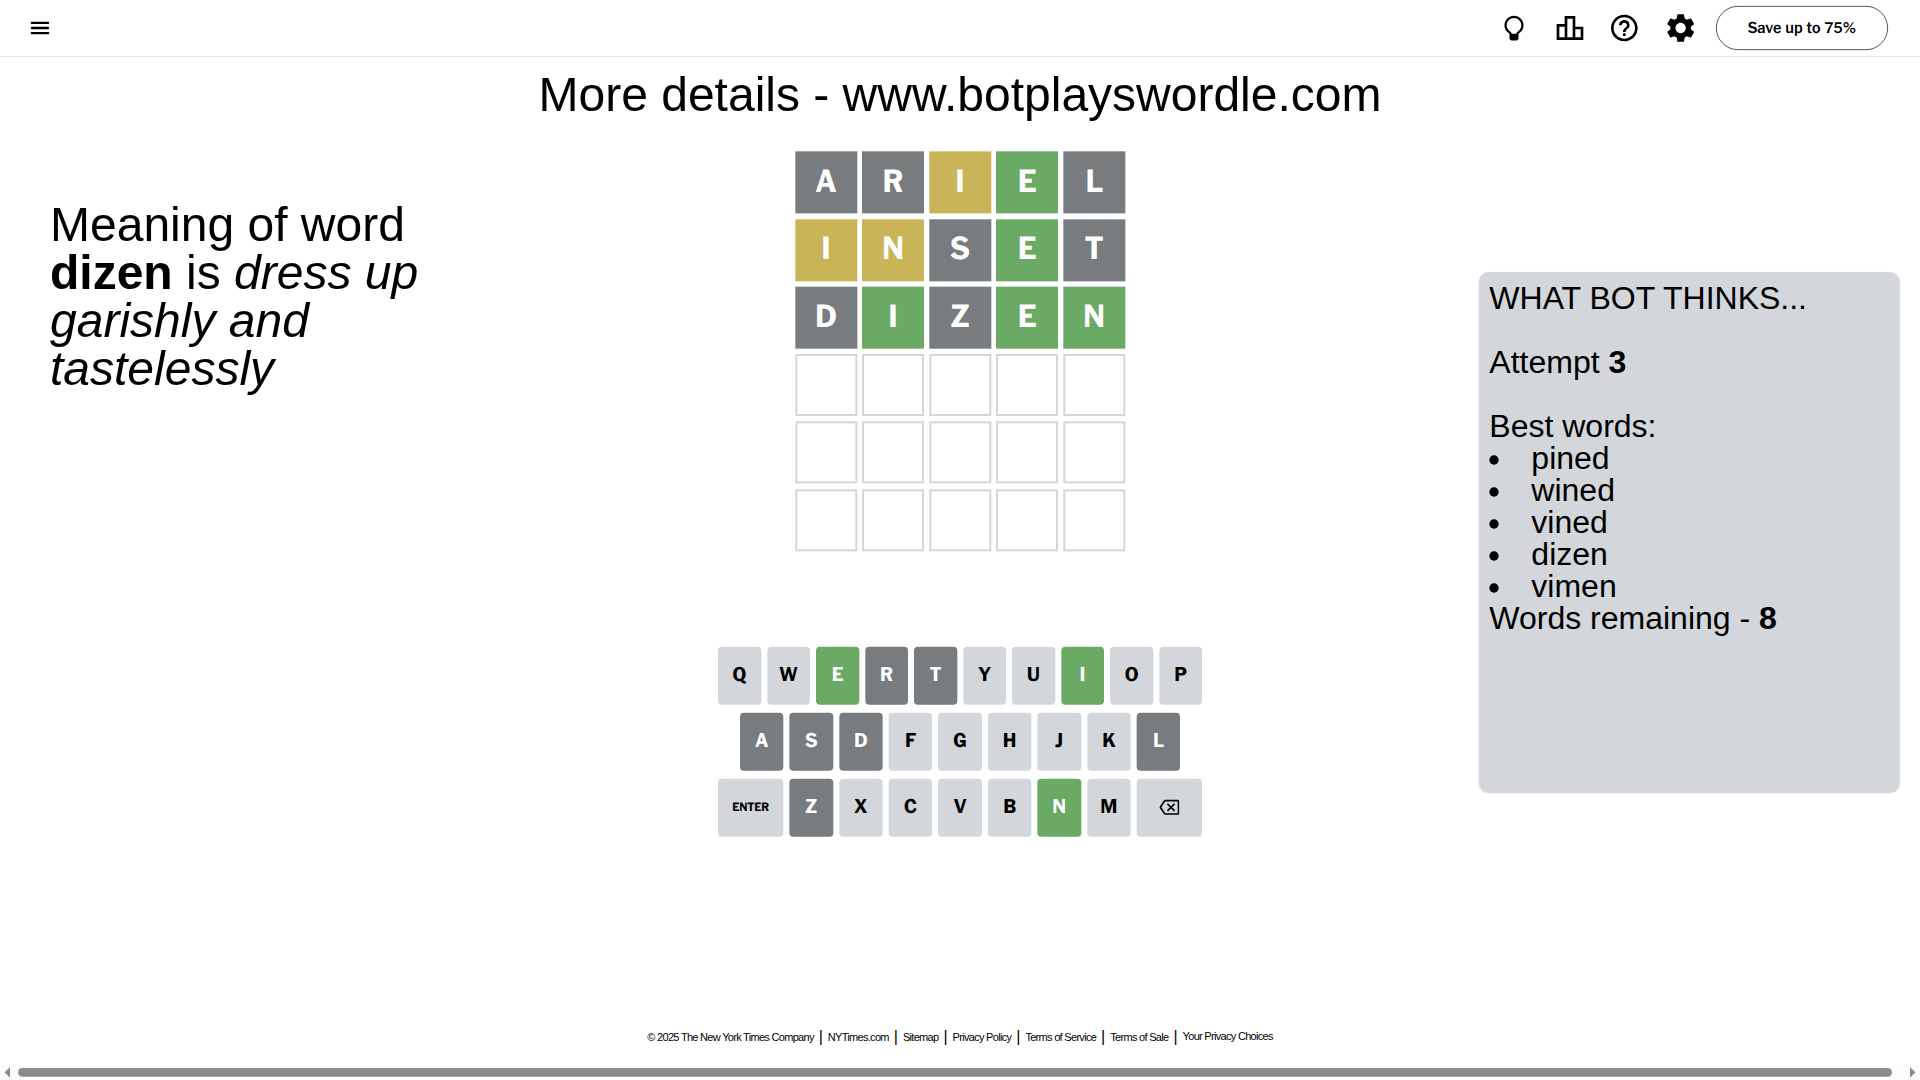 Save up to 75%
More details - www.botplayswordle.com
Meaning of word
dizen is dress up
garishly and
tastelessly
A R I E L
I N S E T
D I Z E N
WHAT BOT THINKS...
Attempt 3
Best words:
• pined
• wined
• vined
• dizen
• vimen
Words remaining - 8
Q W E R T Y U I O P
A S D F G H J K L
ENTER Z X C V B N M
© 2025 The New York Times Company | NYTimes.com | Sitemap | Privacy Policy | Terms of Service | Terms of Sale | Your Privacy Choices